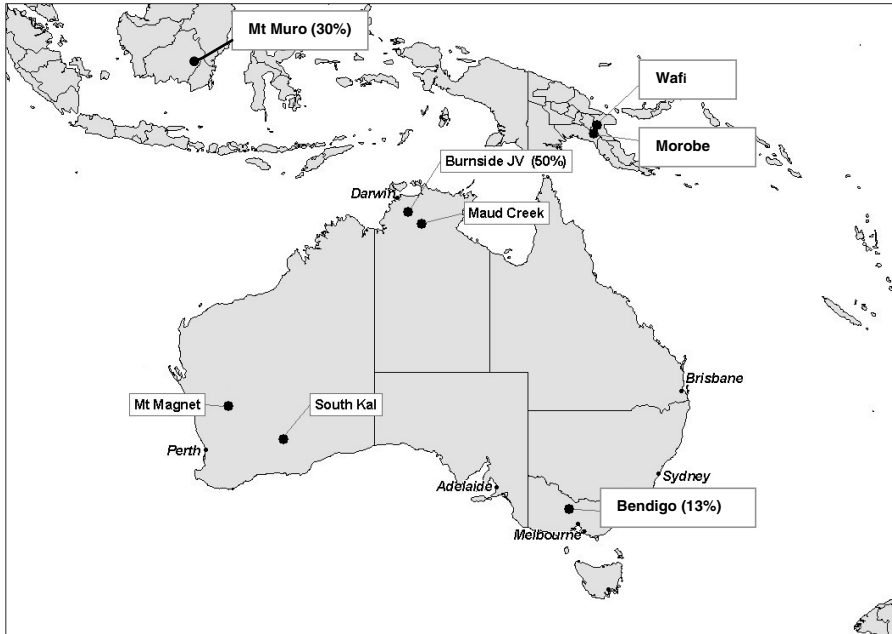 Mt Muro (30%)
Wafi
Morobe
Burnside JV (50%)
Darwin
Maud Creek
Brisbane
Mt Magnet
South Kal
Perth
Sydney
Adelaide
Bendigo (13%)
Melbourne